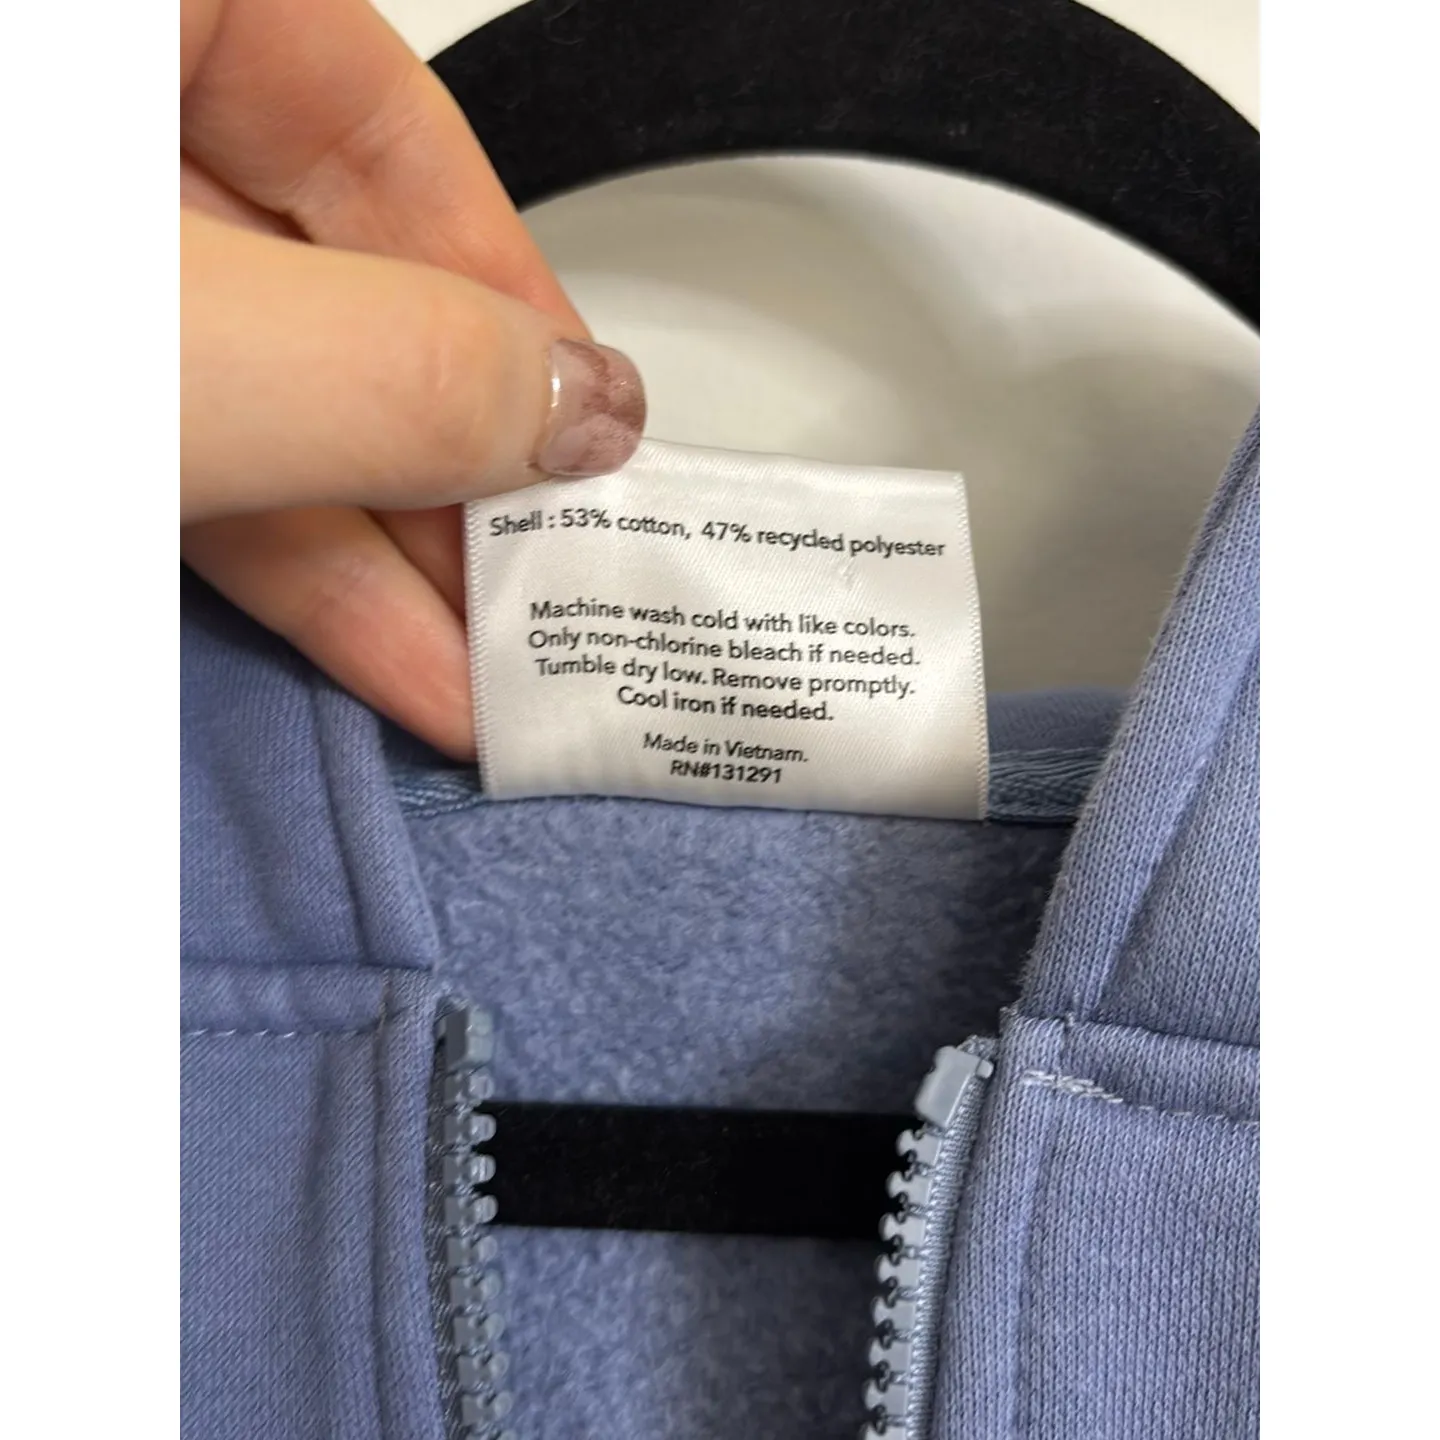 Shell : 53% cotton, 47% recycled polyester
Machine wash cold with like colors.
Only non-chlorine bleach if needed.
Tumble dry low. Remove promptly.
Cool iron if needed.
Made in Vietnam.
RN#131291